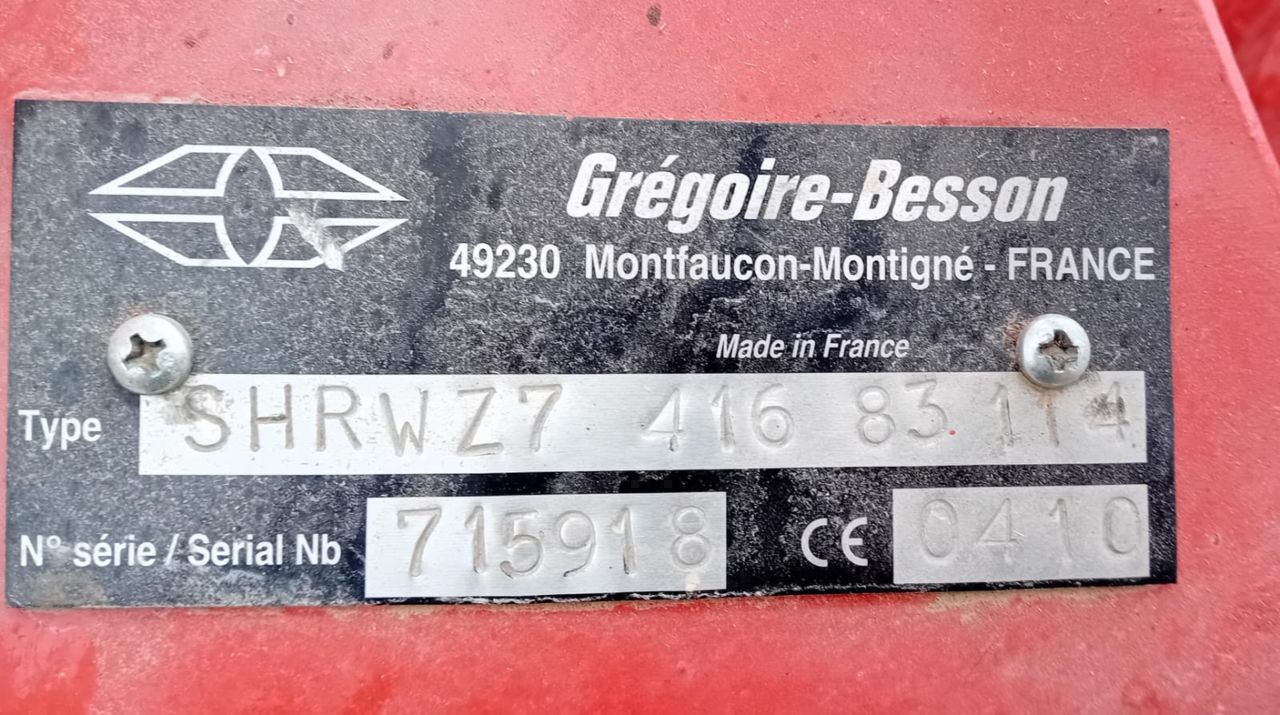 Grégoire-Besson
49230 Montfaucon-Montigné - FRANCE
Made in France
Type SHRWZ7 416 83 114
N° série / Serial Nb 715918 CE 0410